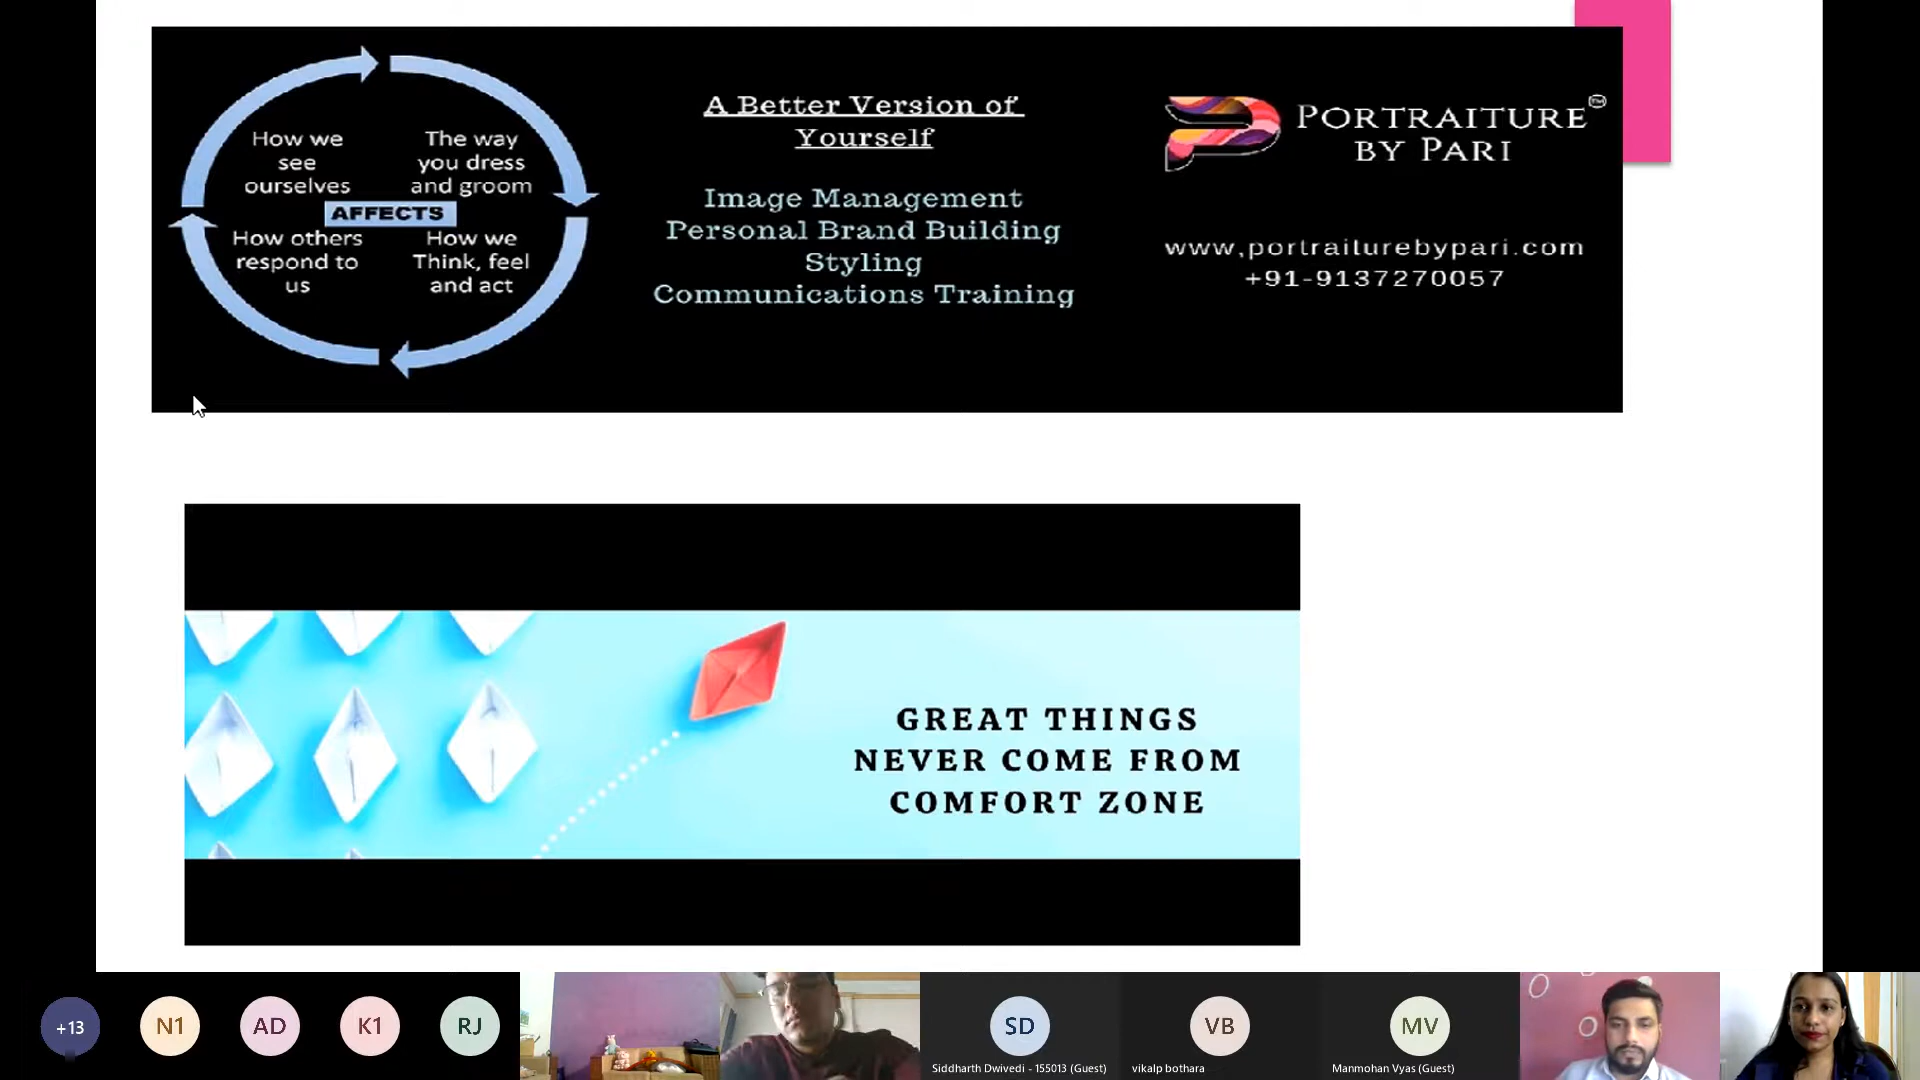 How we
see
ourselves
The way
you dress
and groom
AFFECTS
How others
respond to
us
How we
Think, feel
and act
A Better Version of
Yourself
Image Management
Personal Brand Building
Styling
Communications Training
PORTRAITURE™
BY PARI
www,portraiturebypari.com
+91-9137270057
GREAT THINGS
NEVER COME FROM
COMFORT ZONE
+13
N1
AD
K1
RJ
SD
Siddharth Dwivedi - 155013 (Guest)
VB
vikalp bothara
MV
Manmohan Vyas (Guest)